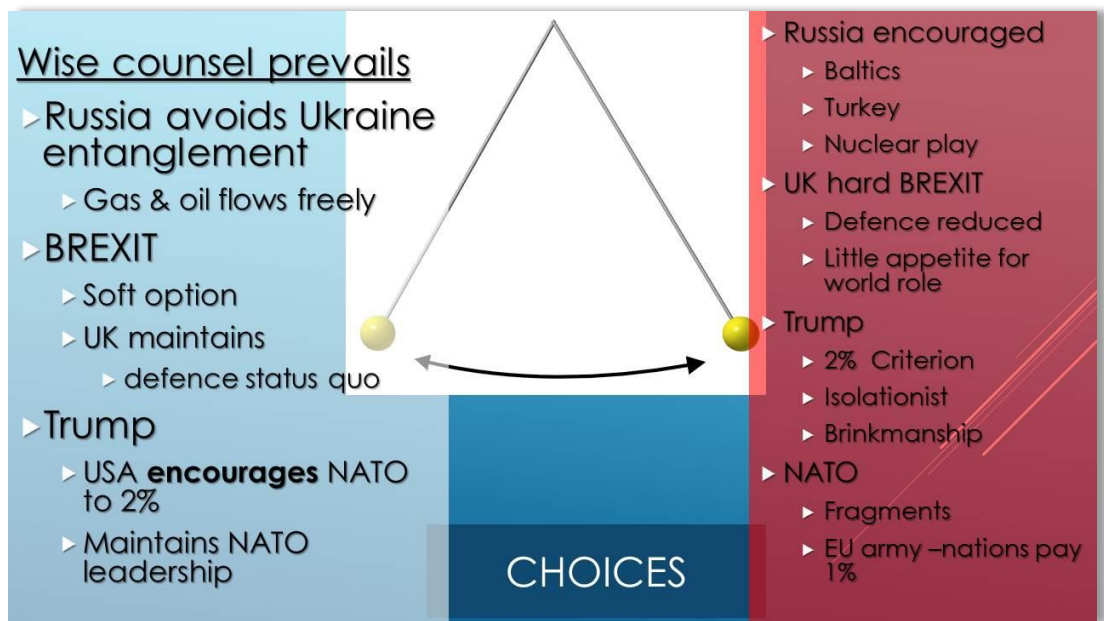 Wise counsel prevails
Russia avoids Ukraine
entanglement
Gas & oil flows freely
BREXIT
Soft option
UK maintains
defence status quo
Trump
USA encourages NATO
to 2%
Maintains NATO
leadership
CHOICES
Russia encouraged
Baltics
Turkey
Nuclear play
UK hard BREXIT
Defence reduced
Little appetite for
world role
Trump
2% Criterion
Isolationist
Brinkmanship
NATO
Fragments
EU army –nations pay
1%